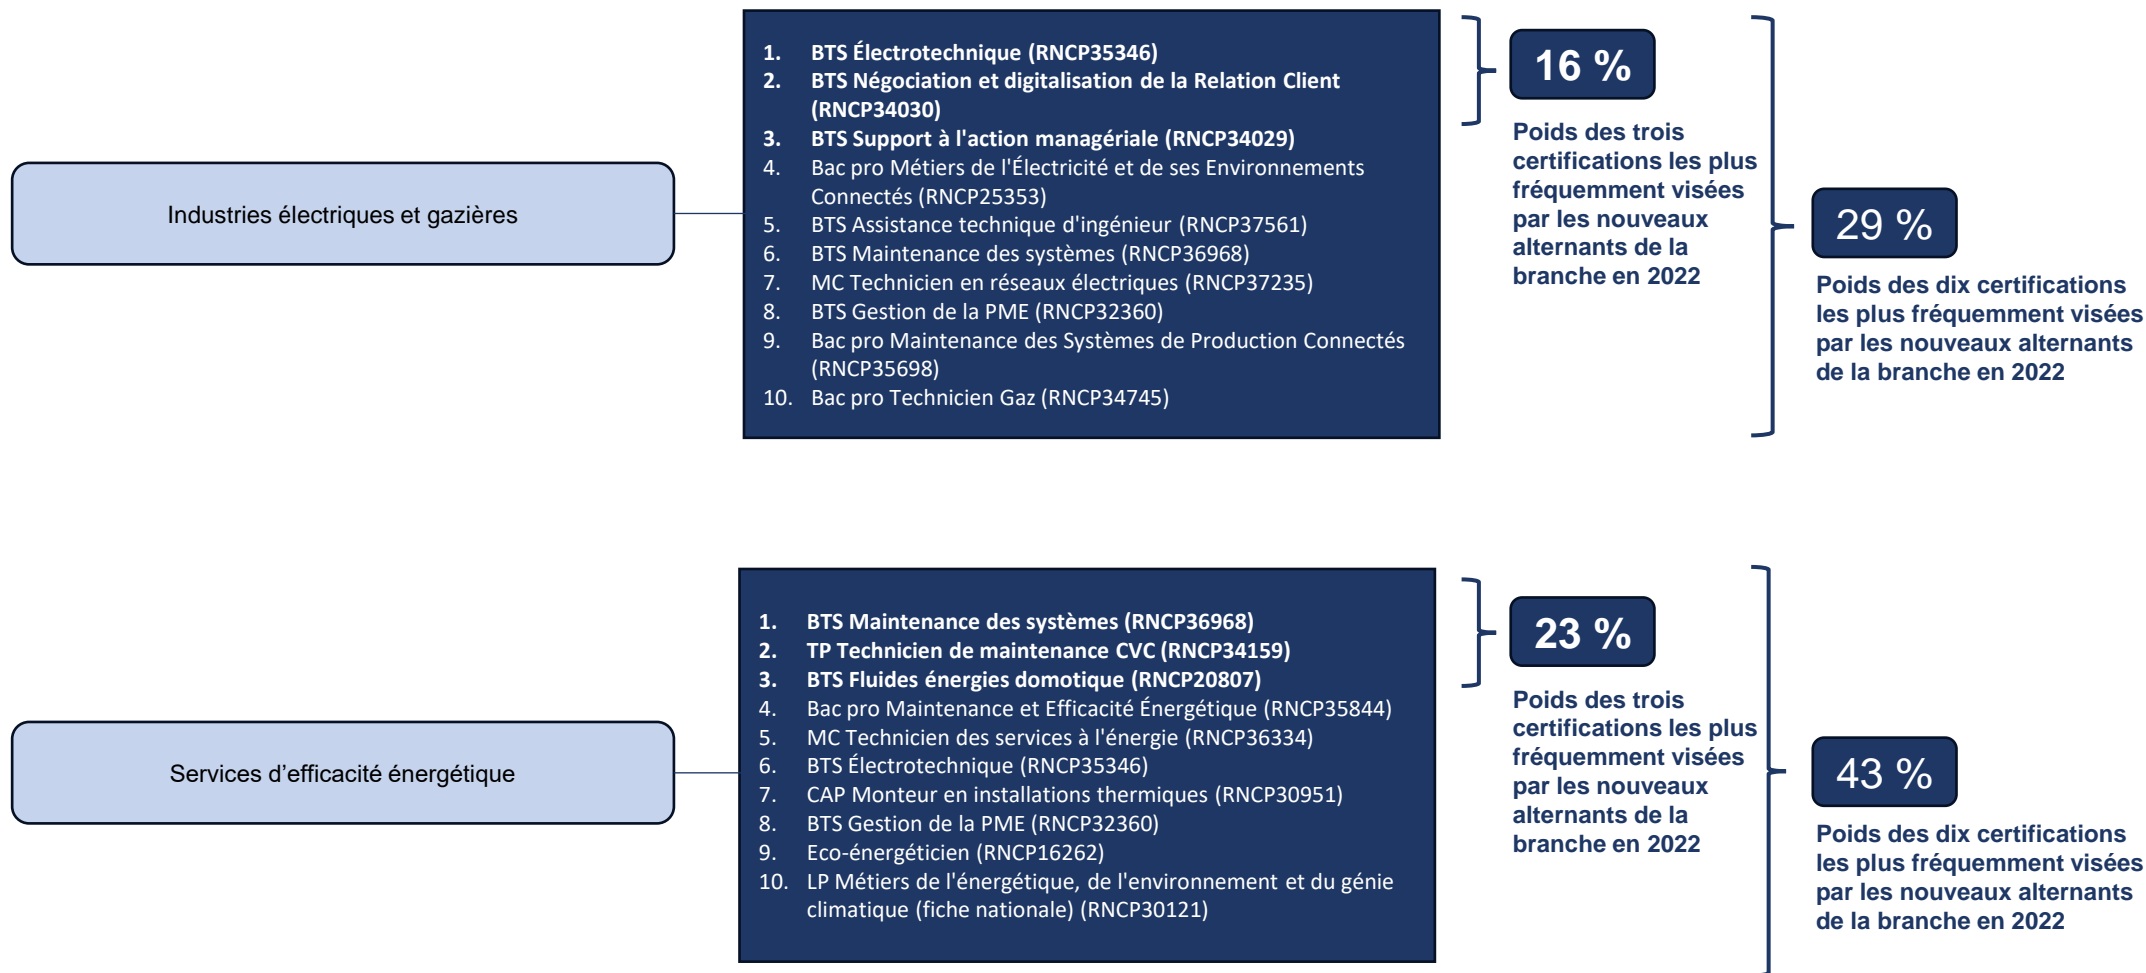 Industries électriques et gazières
1. BTS Électrotechnique (RNCP35346)
2. BTS Négociation et digitalisation de la Relation Client
(RNCP34030)
3. BTS Support à l'action managériale (RNCP34029)
4. Bac pro Métiers de l'Électricité et de ses Environnements
Connectés (RNCP25353)
5. BTS Assistance technique d'ingénieur (RNCP37561)
6. BTS Maintenance des systèmes (RNCP36968)
7. MC Technicien en réseaux électriques (RNCP37235)
8. BTS Gestion de la PME (RNCP32360)
9. Bac pro Maintenance des Systèmes de Production Connectés
(RNCP35698)
10. Bac pro Technicien Gaz (RNCP34745)
16 %
Poids des trois
certifications les plus
fréquemment visées
par les nouveaux
alternants de la
branche en 2022
29 %
Poids des dix certifications
les plus fréquemment visées
par les nouveaux alternants
de la branche en 2022
Services d’efficacité énergétique
1. BTS Maintenance des systèmes (RNCP36968)
2. TP Technicien de maintenance CVC (RNCP34159)
3. BTS Fluides énergies domotique (RNCP20807)
4. Bac pro Maintenance et Efficacité Énergétique (RNCP35844)
5. MC Technicien des services à l'énergie (RNCP36334)
6. BTS Électrotechnique (RNCP35346)
7. CAP Monteur en installations thermiques (RNCP30951)
8. BTS Gestion de la PME (RNCP32360)
9. Eco-énergéticien (RNCP16262)
10. LP Métiers de l'énergétique, de l'environnement et du génie
climatique (fiche nationale) (RNCP30121)
23 %
Poids des trois
certifications les plus
fréquemment visées
par les nouveaux
alternants de la
branche en 2022
43 %
Poids des dix certifications
les plus fréquemment visées
par les nouveaux alternants
de la branche en 2022